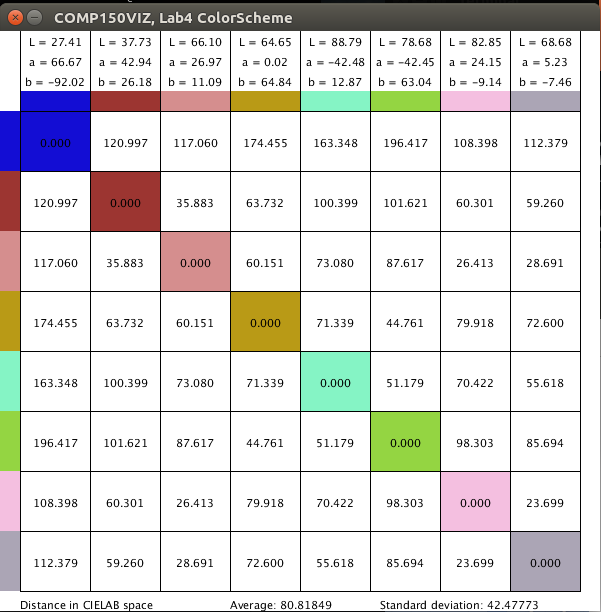 COMP150VIZ, Lab4 ColorScheme
L = 27.41 L = 37.73 L = 66.10 L = 64.65 L = 88.79 L = 78.68 L = 82.85 L = 68.68
a = 66.67 a = 42.94 a = 26.97 a = 0.02 a = -42.48 a = -42.45 a = 24.15 a = 5.23
b = -92.02 b = 26.18 b = 11.09 b = 64.84 b = 12.87 b = 63.04 b = -9.14 b = -7.46
0.000 120.997 117.060 174.455 163.348 196.417 108.398 112.379
120.997 0.000 35.883 63.732 100.399 101.621 60.301 59.260
117.060 35.883 0.000 60.151 73.080 87.617 26.413 28.691
174.455 63.732 60.151 0.000 71.339 44.761 79.918 72.600
163.348 100.399 73.080 71.339 0.000 51.179 70.422 55.618
196.417 101.621 87.617 44.761 51.179 0.000 98.303 85.694
108.398 60.301 26.413 79.918 70.422 98.303 0.000 23.699
112.379 59.260 28.691 72.600 55.618 85.694 23.699 0.000
Distance in CIELAB space Average: 80.81849 Standard deviation: 42.47773